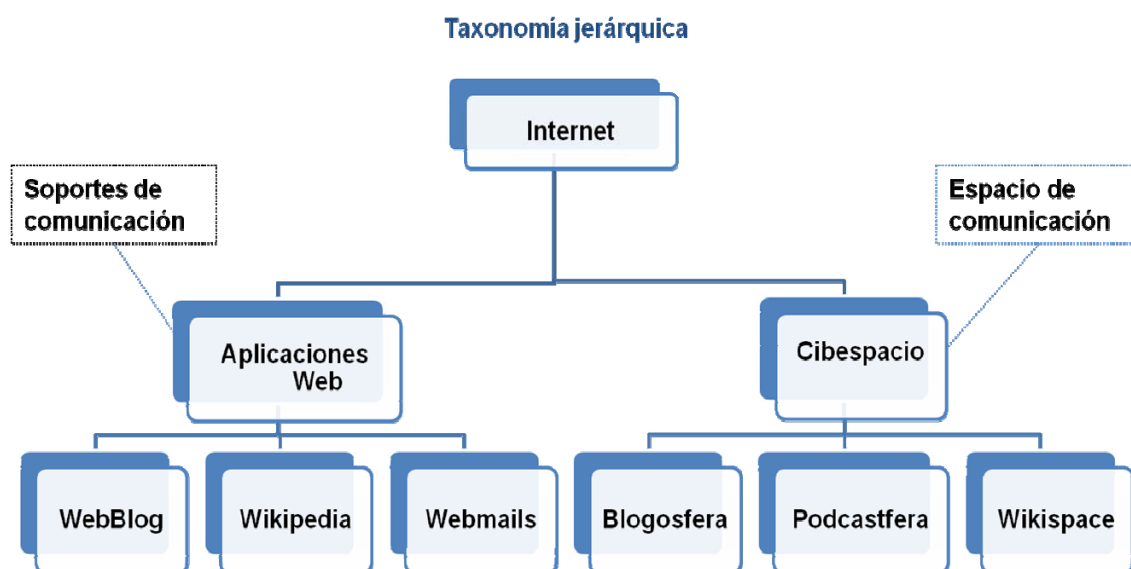 Taxonomía jerárquica
Internet
Soportes de
comunicación
Espacio de
comunicación
Aplicaciones
Web
Cibespacio
WebBlog
Wikipedia
Webmails
Blogosfera
Podcastfera
Wikispace